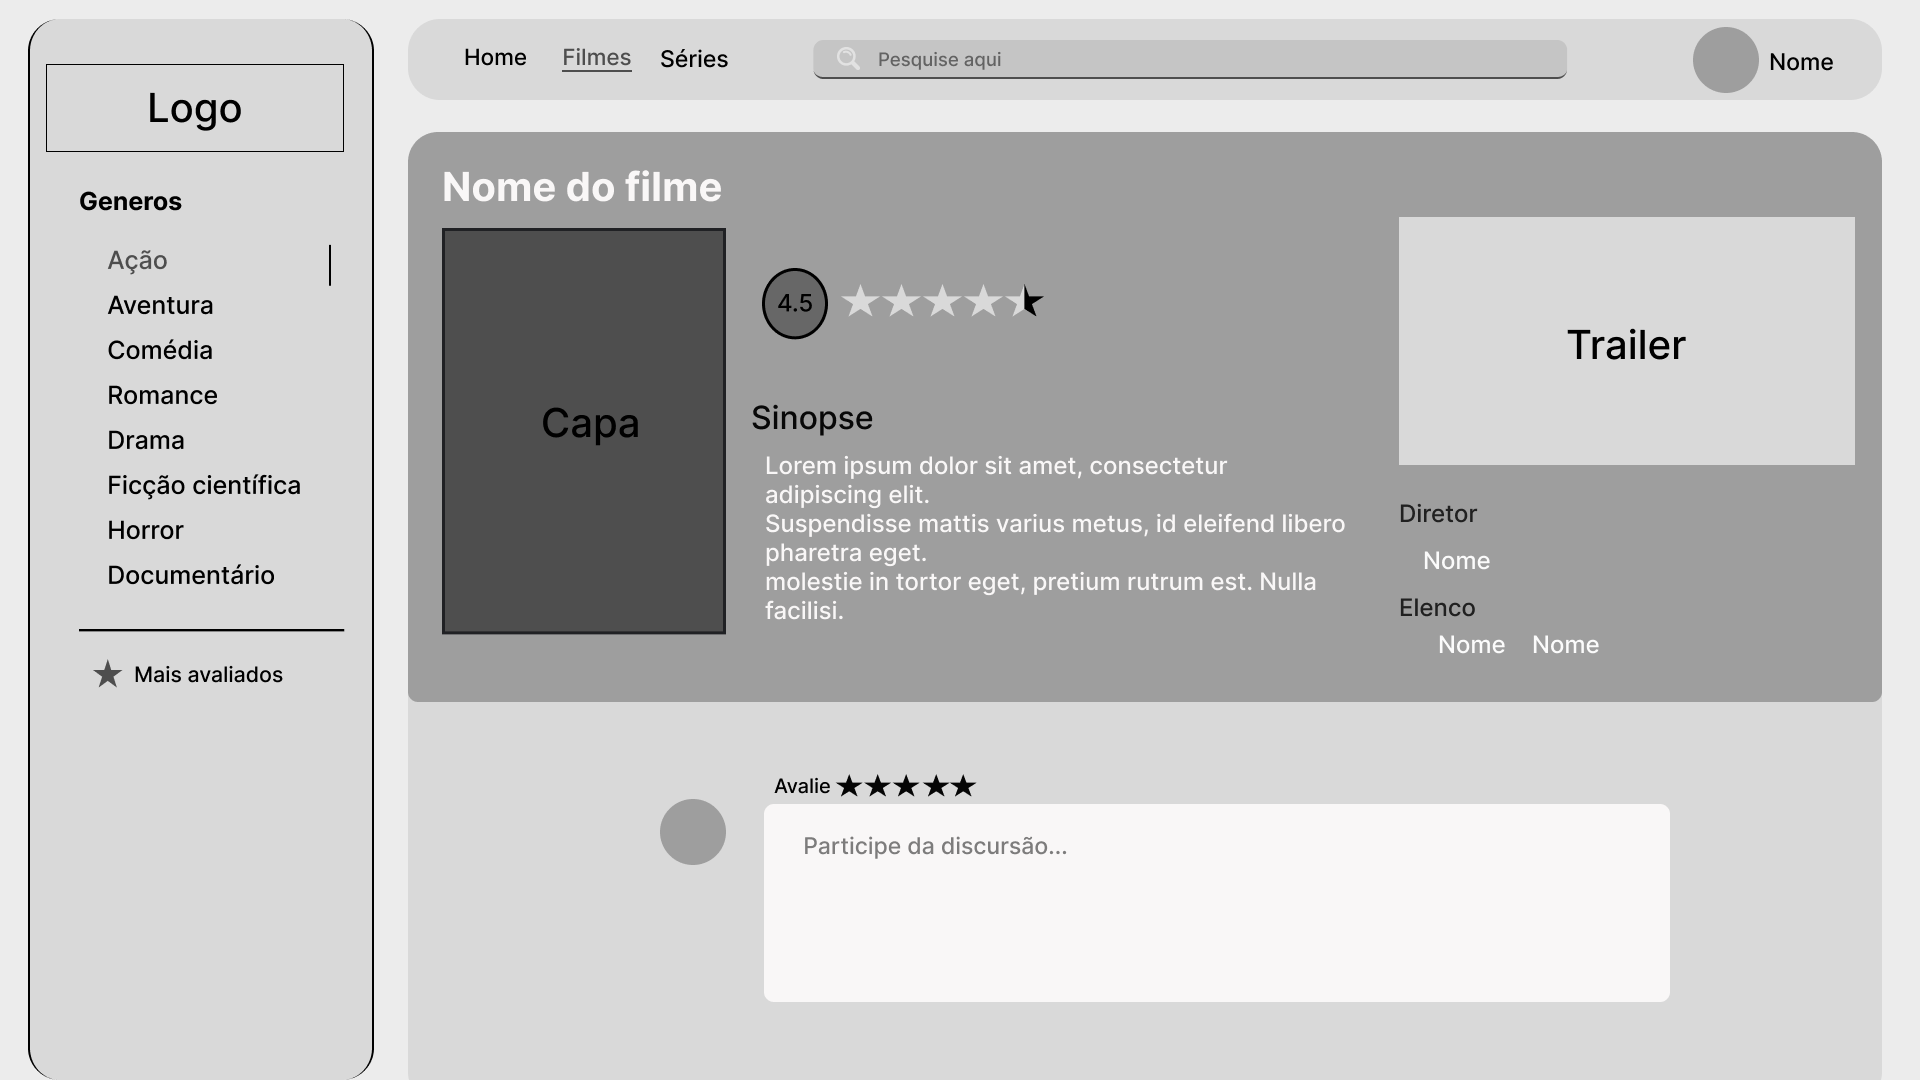 Logo
Generos
Ação
Aventura
Comédia
Romance
Drama
Ficção científica
Horror
Documentário
Mais avaliados
Home
Filmes
Séries
Pesquise aqui
Nome
Nome do filme
Capa
4.5
Sinopse
Lorem ipsum dolor sit amet, consectetur
adipiscing elit.
Suspendisse mattis varius metus, id eleifend libero
pharetra eget.
molestie in tortor eget, pretium rutrum est. Nulla
facilisi.
Trailer
Diretor
Nome
Elenco
Nome Nome
Avalie
Participe da discursão...